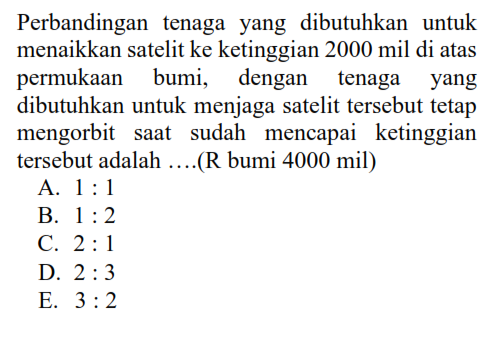 Perbandingan tenaga yang dibutuhkan untuk
menaikkan satelit ke ketinggian 2000 mil di atas
permukaan bumi, dengan tenaga yang
dibutuhkan untuk menjaga satelit tersebut tetap
mengorbit saat sudah mencapai ketinggian
tersebut adalah ….(R bumi 4000 mil)
A. 1 : 1
B. 1 : 2
C. 2 : 1
D. 2 : 3
E. 3 : 2